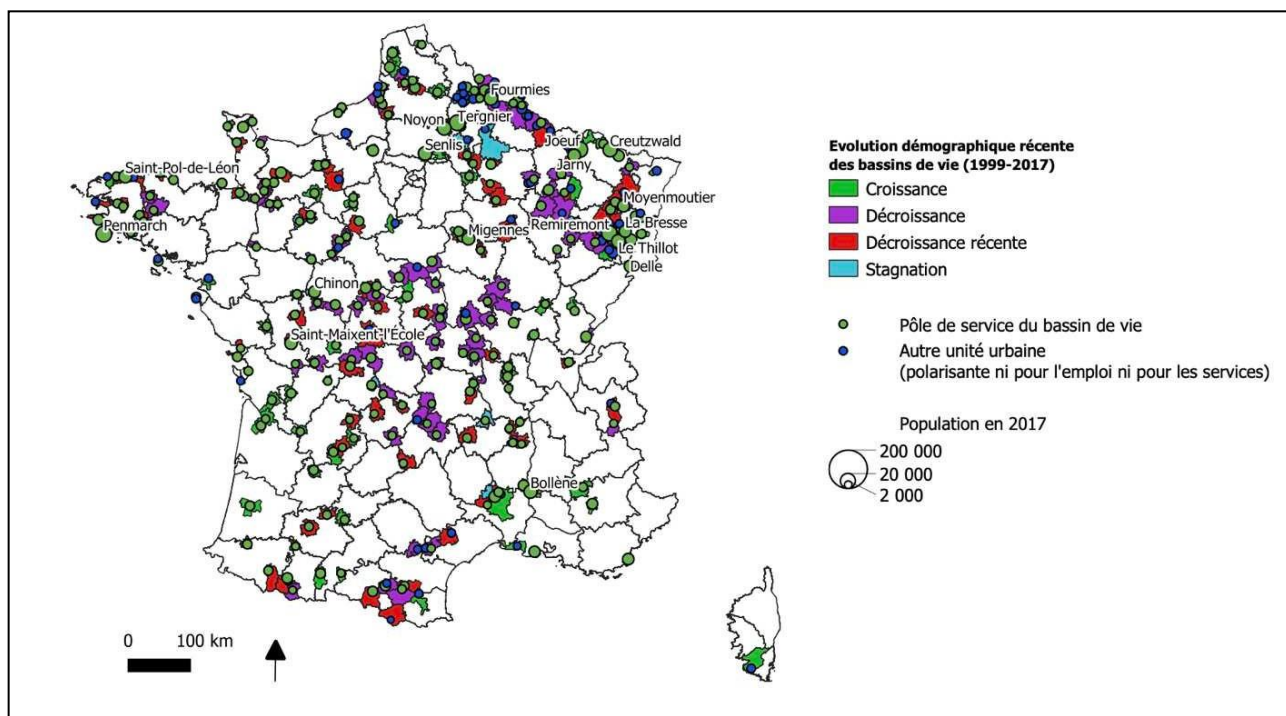 Fourmies
Tergnier
Noyon
Senlis
Joeuf
Creutzwald
Jarny
Saint-Pol-de-Léon
Moyenmoutier
Penmarch
La Bresse
Remiremont
Migennes
Le Thillot
Delle
Chinon
Saint-Maixent-l'École
Bollène
0 100 km
Evolution démographique récente
des bassins de vie (1999-2017)
Croissance
Décroissance
Décroissance récente
Stagnation
Pôle de service du bassin de vie
Autre unité urbaine
(polarisante ni pour l'emploi ni pour les services)
Population en 2017
200 000
20 000
2 000